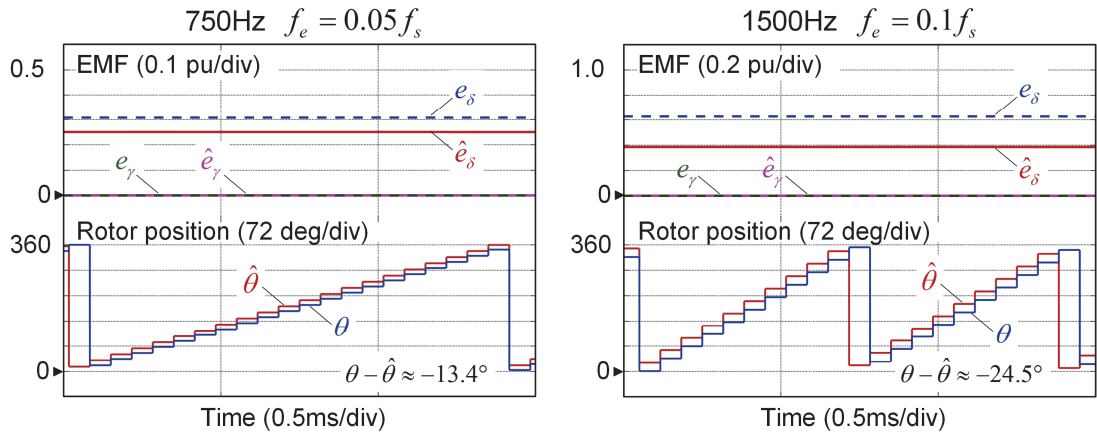 750Hz f_e = 0.05f_s
0.5
EMF (0.1 pu/div)
e_δ
ê_δ
e_γ
ê_γ
0
Rotor position (72 deg/div)
360
θ̂
θ
0
θ − θ̂ ≈ −13.4°
Time (0.5ms/div)
1500Hz f_e = 0.1f_s
1.0
EMF (0.2 pu/div)
e_δ
ê_δ
e_γ
ê_γ
0
Rotor position (72 deg/div)
360
θ̂
θ
0
θ − θ̂ ≈ −24.5°
Time (0.5ms/div)